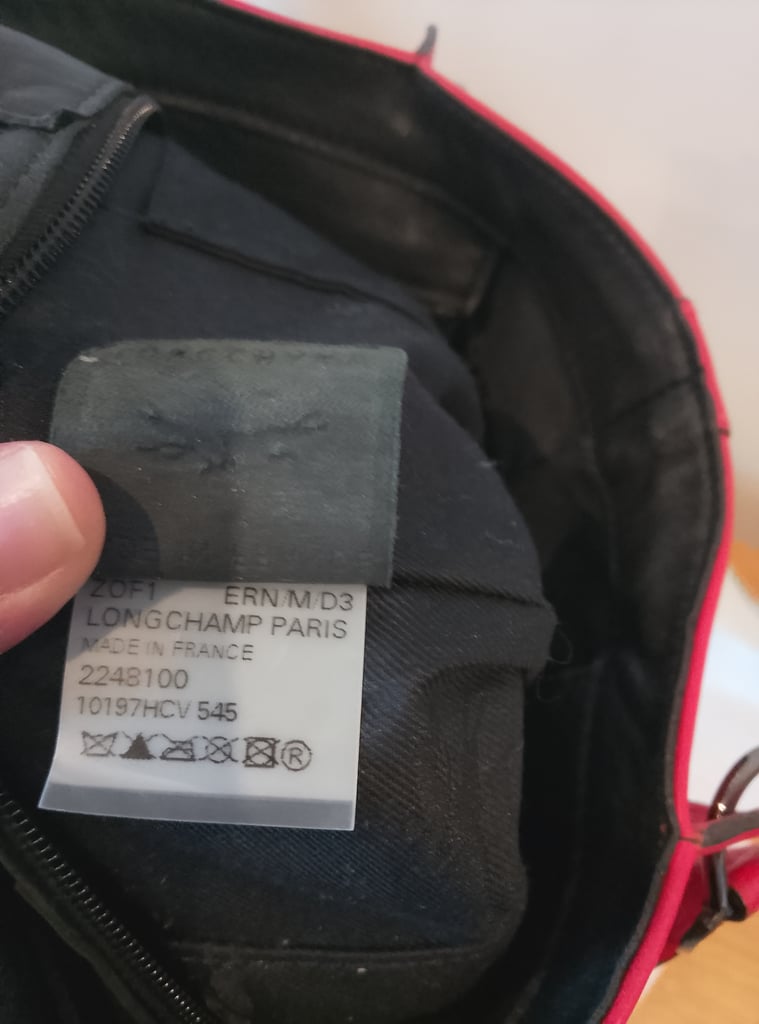 ZOF1 ERN/M/D3
LONGCHAMP PARIS
MADE IN FRANCE
2248100
10197HCV 545
®